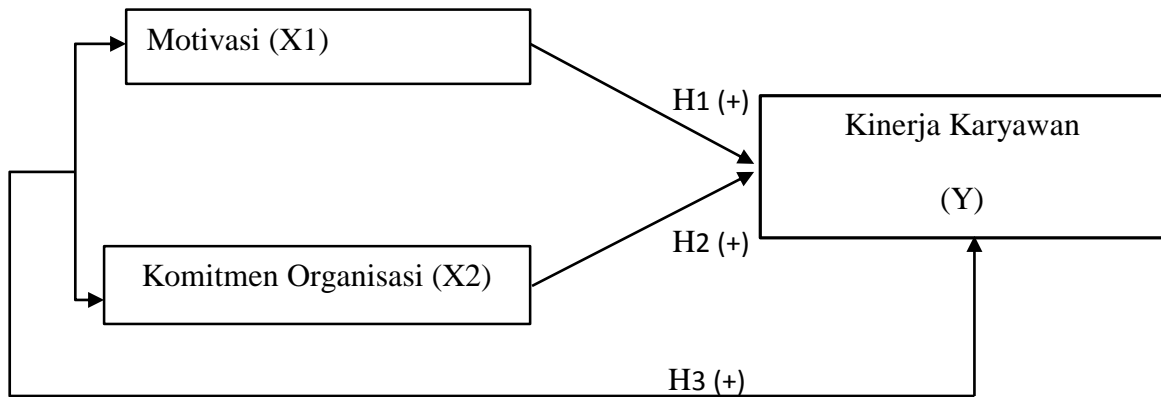 Motivasi (X1)
H1 (+)
Kinerja Karyawan
(Y)
H2 (+)
Komitmen Organisasi (X2)
H3 (+)